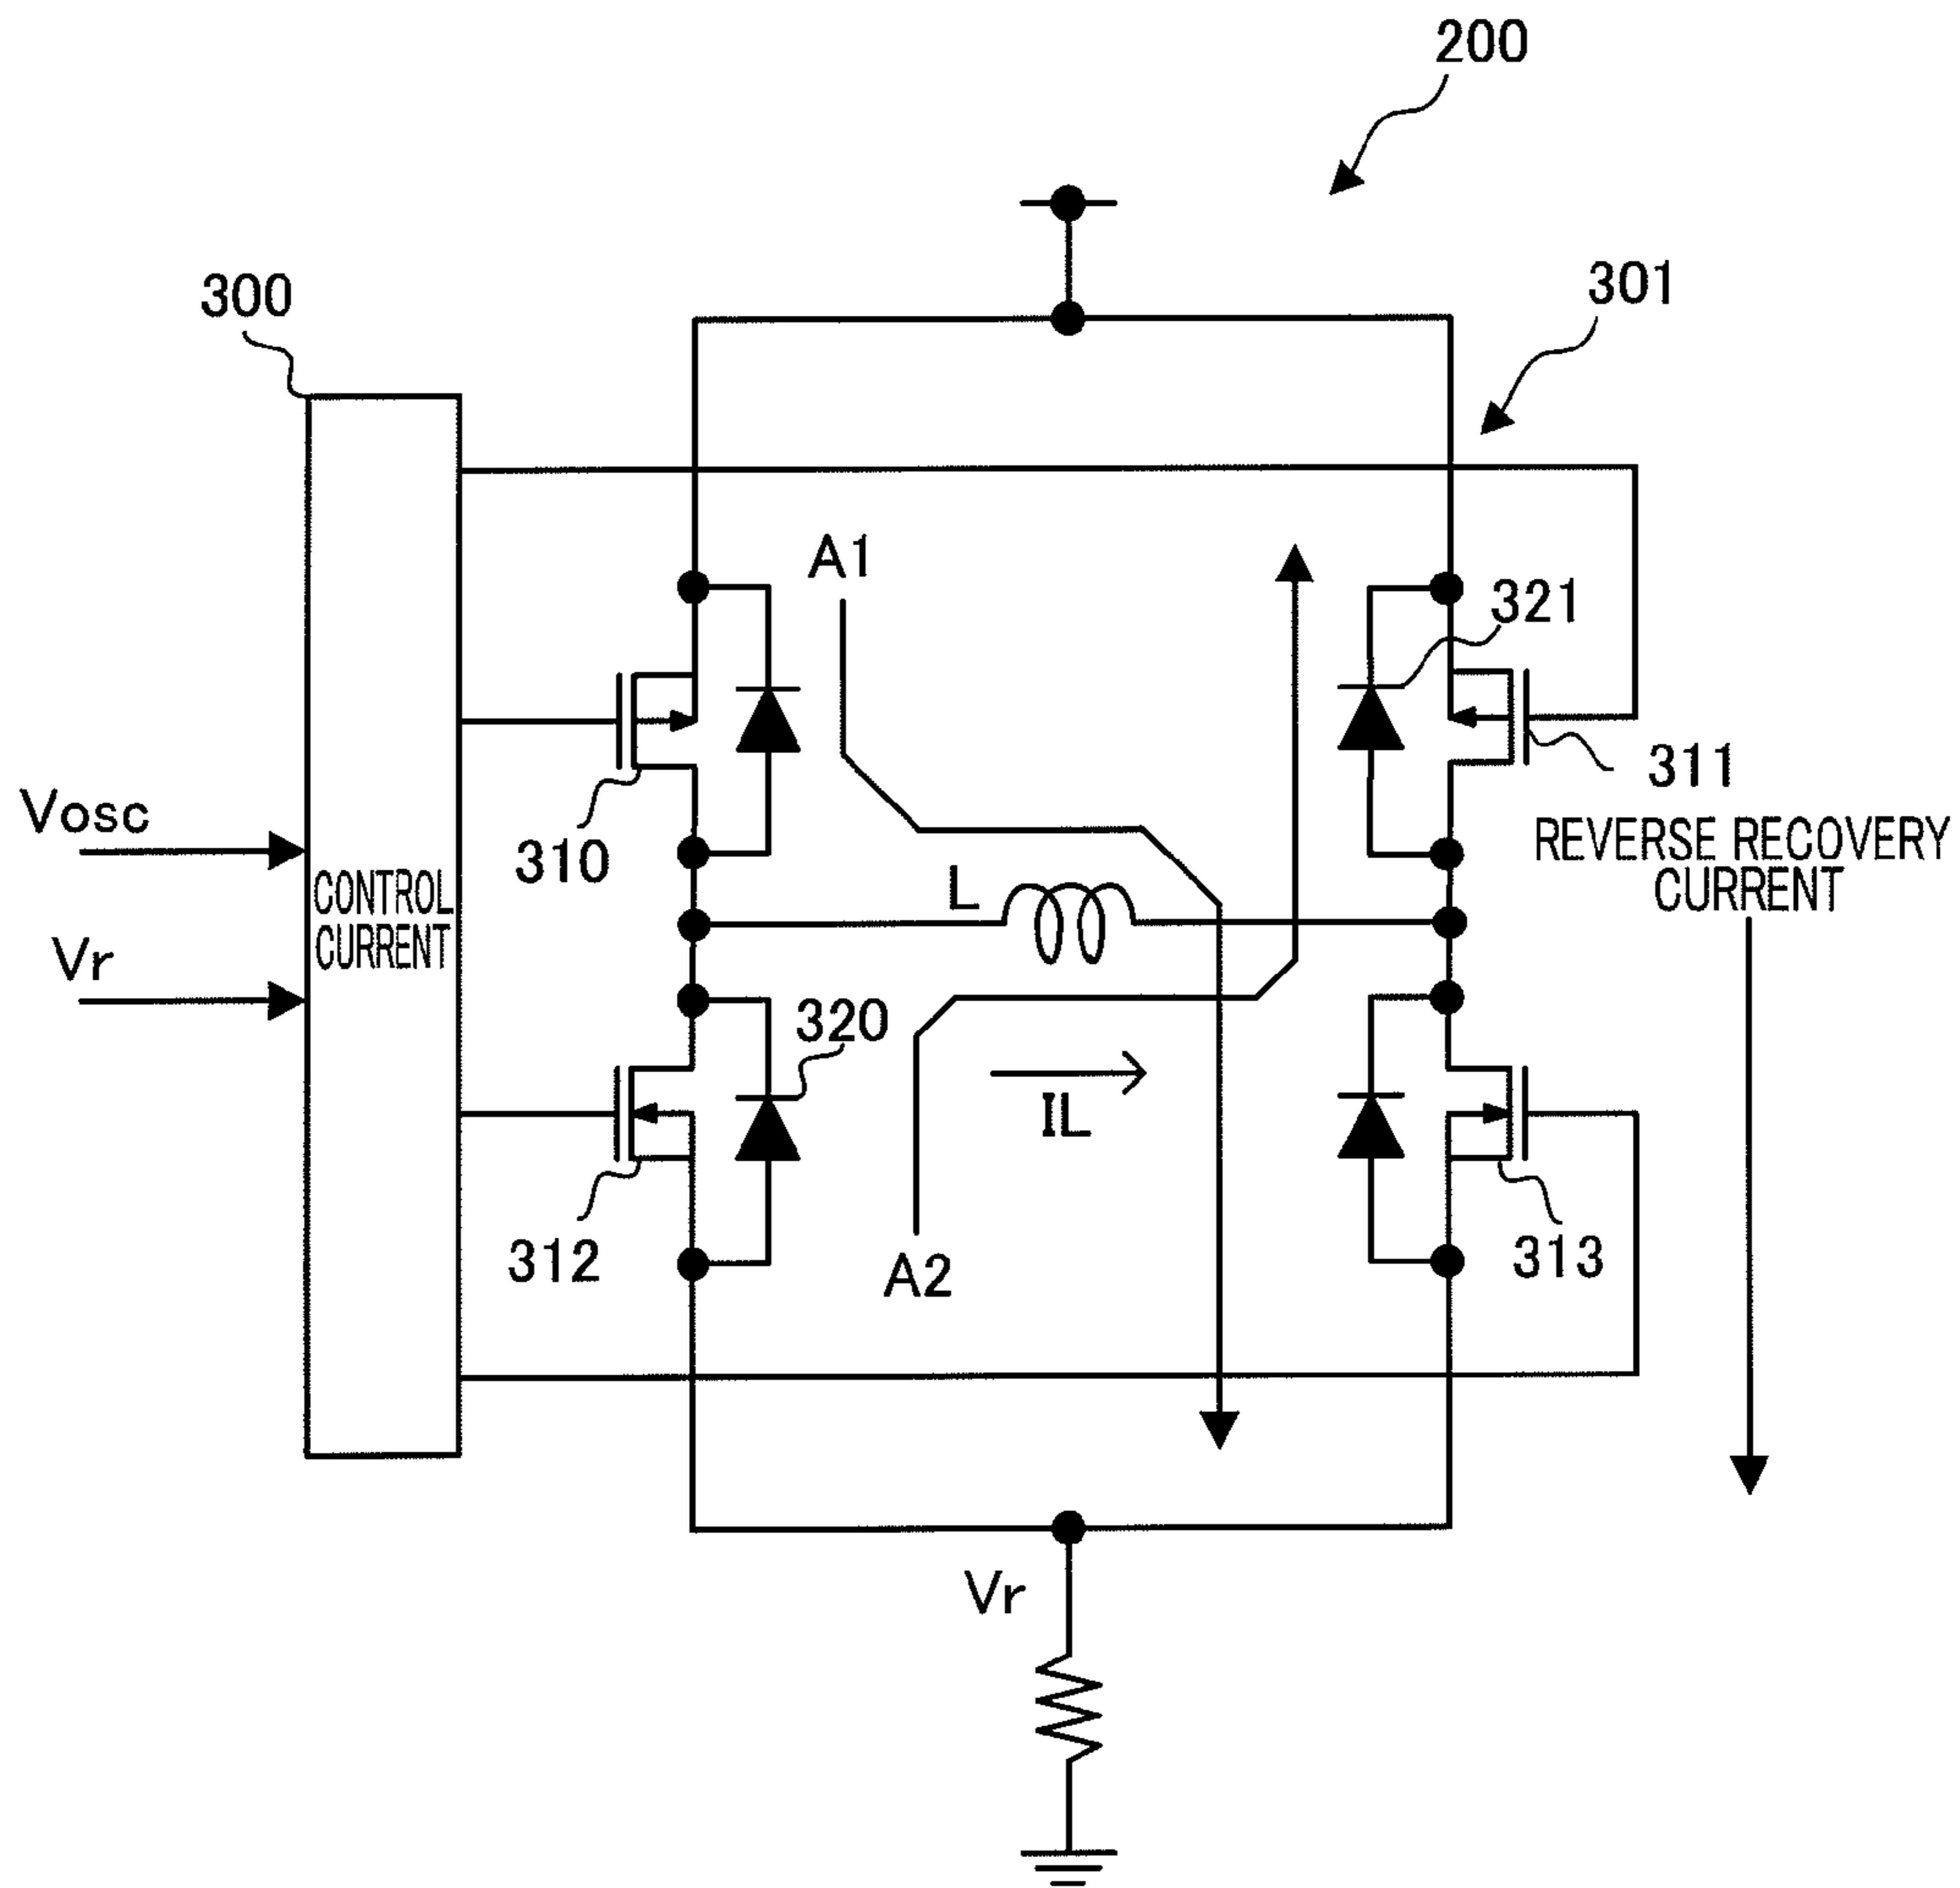 200
300
301
A1
321
311
Vosc
310
REVERSE RECOVERY
CURRENT
L
CONTROL
CURRENT
Vr
320
IL
312
A2
313
Vr